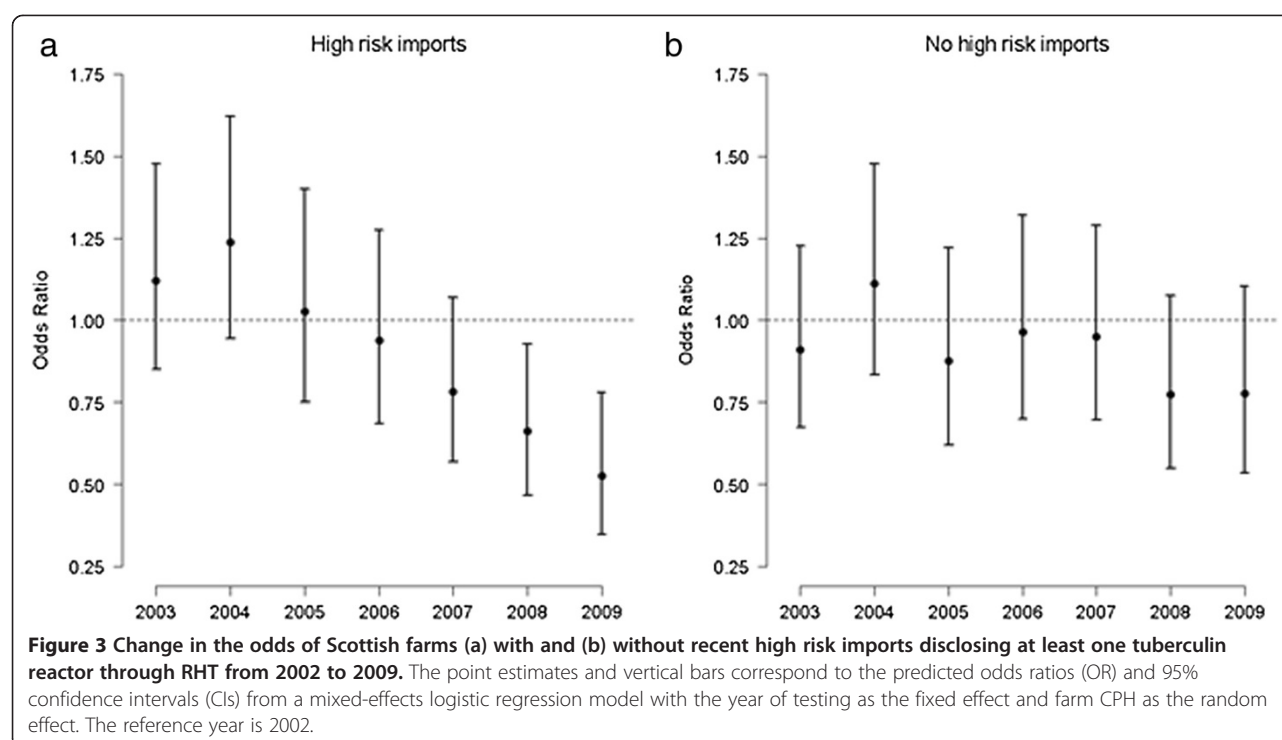 a
High risk imports
b
No high risk imports
1.75
1.50
1.25
1.00
0.75
0.50
0.25
Odds Ratio
2003 2004 2005 2006 2007 2008 2009
1.75
1.50
1.25
1.00
0.75
0.50
0.25
Odds Ratio
2003 2004 2005 2006 2007 2008 2009
Figure 3 Change in the odds of Scottish farms (a) with and (b) without recent high risk imports disclosing at least one tuberculin
reactor through RHT from 2002 to 2009. The point estimates and vertical bars correspond to the predicted odds ratios (OR) and 95%
confidence intervals (CIs) from a mixed-effects logistic regression model with the year of testing as the fixed effect and farm CPH as the random
effect. The reference year is 2002.